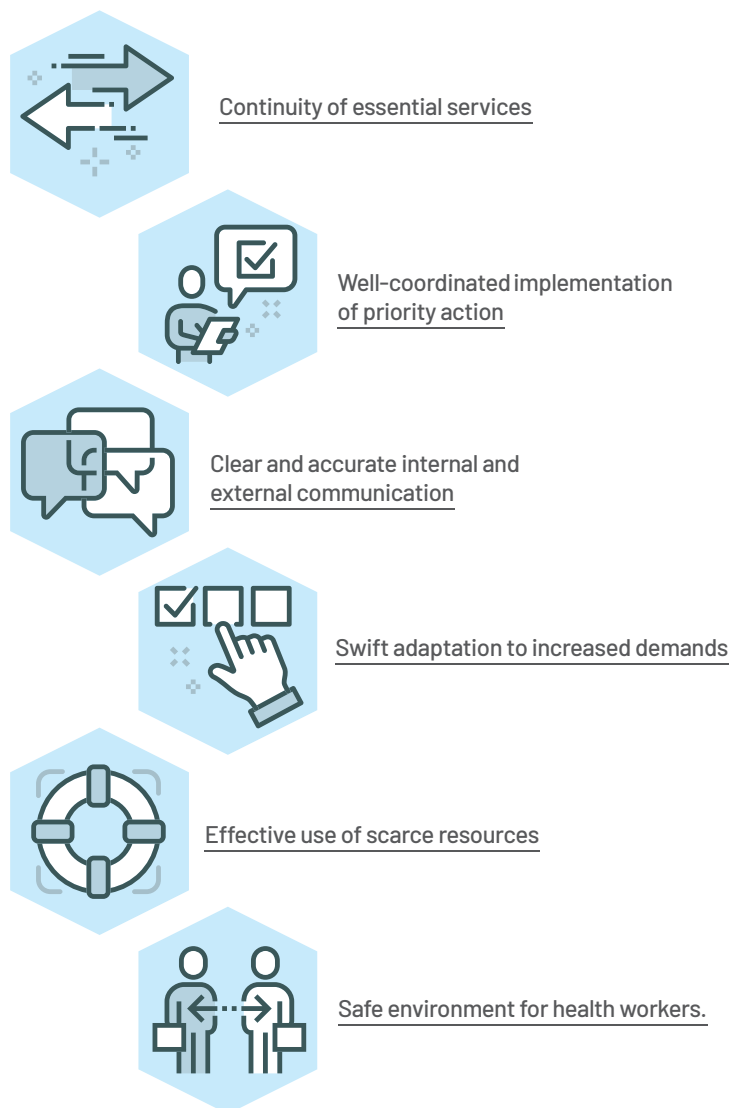 Continuity of essential services
Well-coordinated implementation
of priority action
Clear and accurate internal and
external communication
Swift adaptation to increased demands
Effective use of scarce resources
Safe environment for health workers.